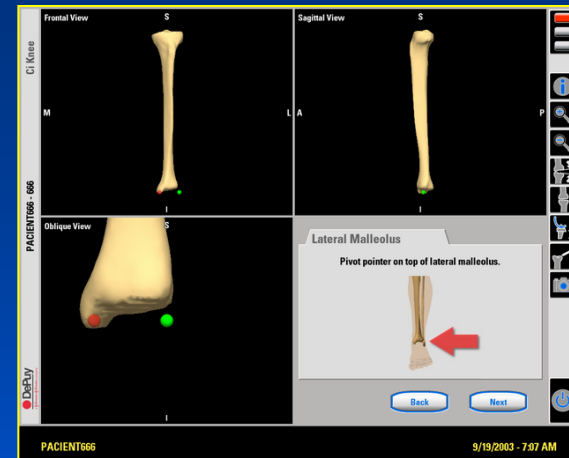 Frontal View
S
M
L
I
Sagittal View
S
A
P
I
Ci Knee
PACIENT666 - 666
DePuy
Oblique View
S
I
Lateral Malleolus
Pivot pointer on top of lateral malleolus.
Back
Next
PACIENT666
9/19/2003 - 7:07 AM